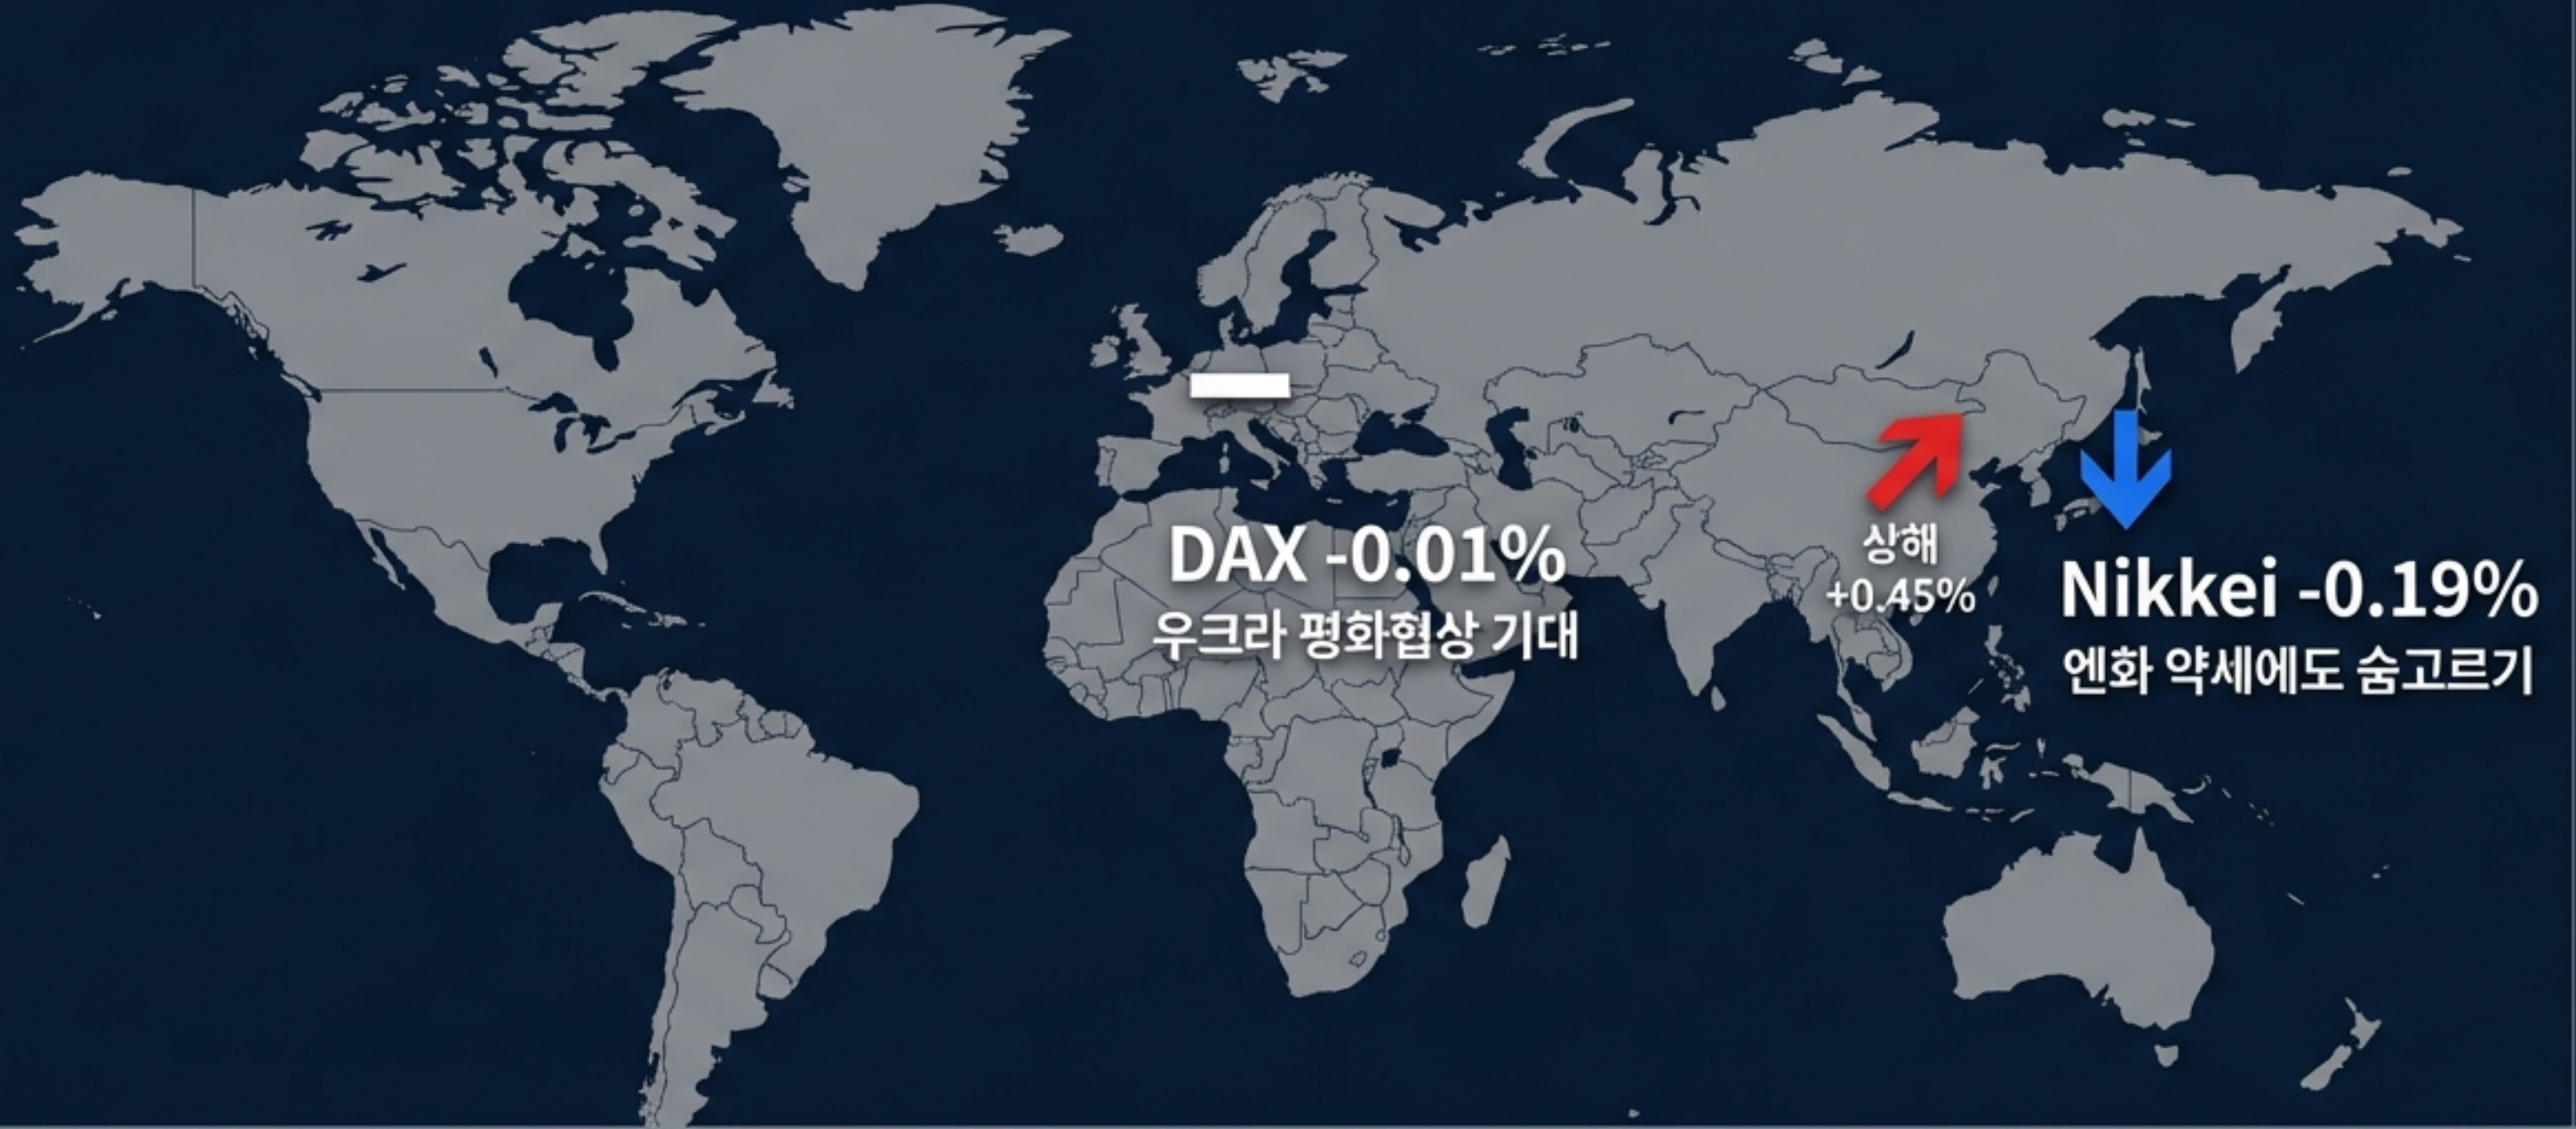 DAX -0.01%
우크라 평화협상 기대
상해
+0.45%
Nikkei -0.19%
엔화 약세에도 숨고르기